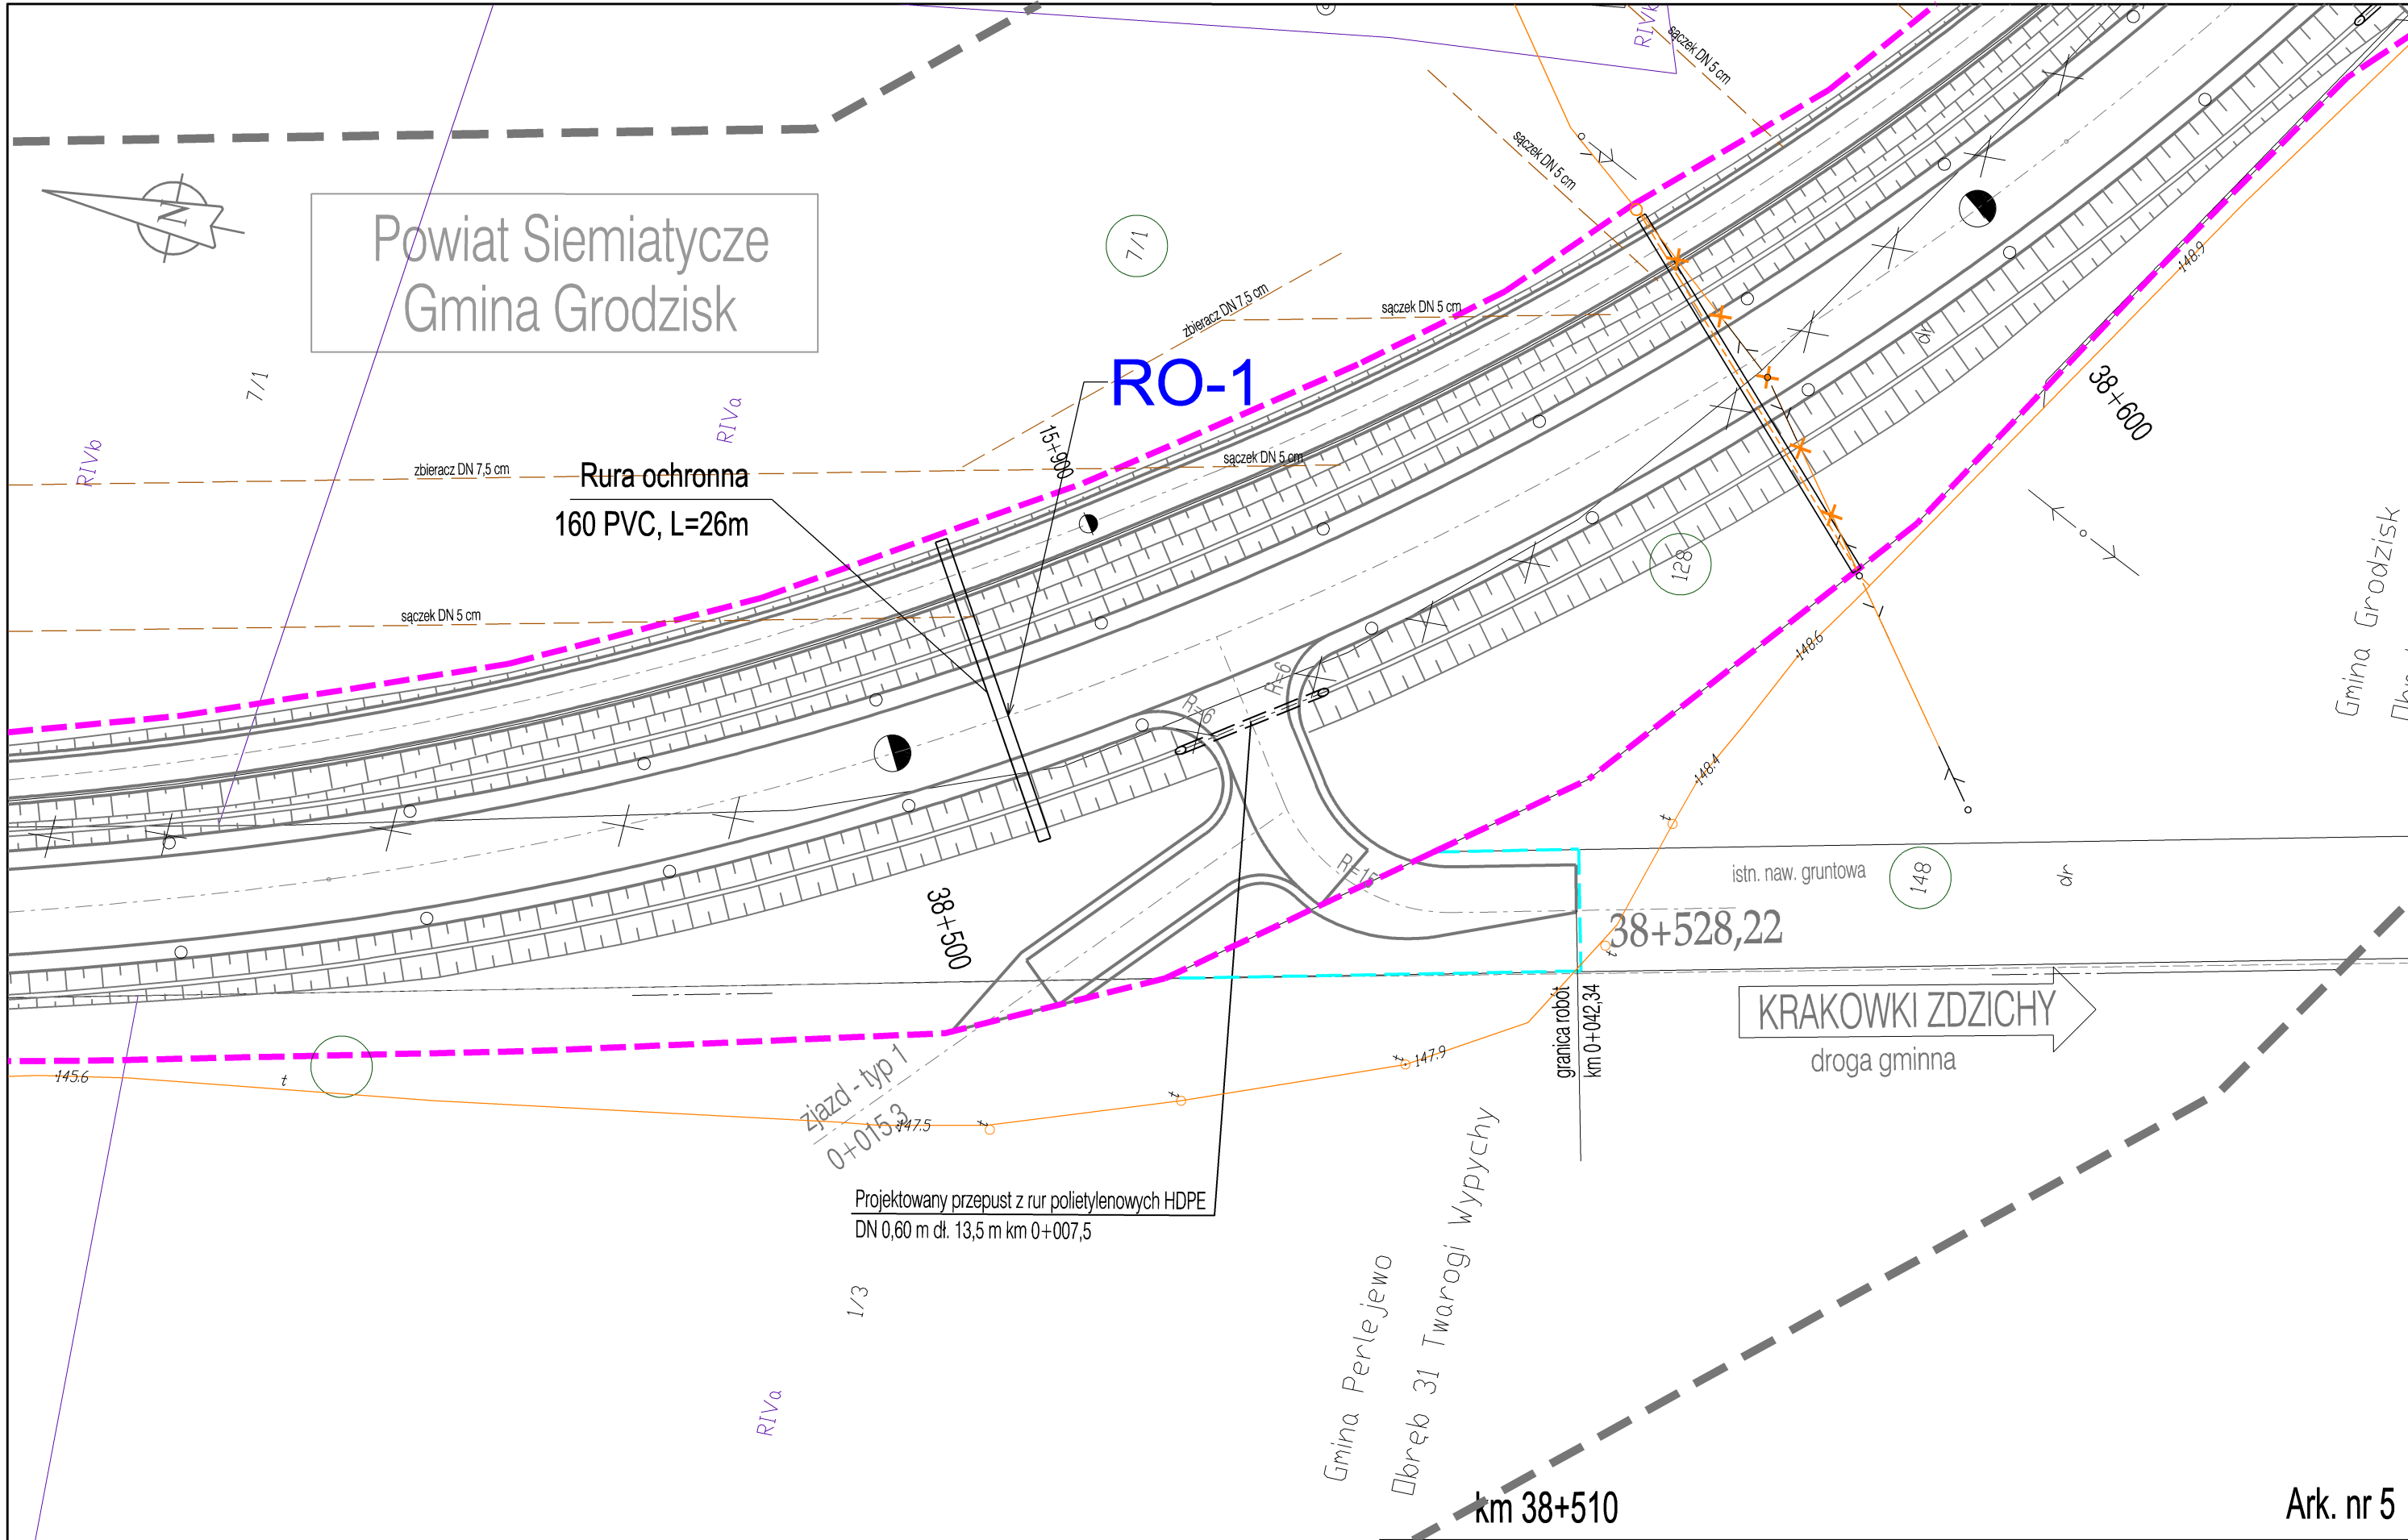 RIVk
sączek DN 5 cm
sączek DN 5 cm
N
Powiat Siemiatycze
Gmina Grodzisk
7/1
148.9
zbieracz DN 7,5 cm
sączek DN 5 cm
dr
7/1
RIVa
RO-1
38+600
RIVb
15+900
zbieracz DN 7,5 cm
sączek DN 5 cm
Rura ochronna
160 PVC, L=26m
128
Gmina Grodzisk
sączek DN 5 cm
148.6
R=6
R=6
148.4
t
istn. naw. gruntowa
148
dr
R=15
38+500
38+528,22
t
granica robót
km 0+042,34
KRAKOWKI ZDZICHY
droga gminna
145.6
t
zjazd - typ 1
0+015,3
147.5
t
t
t
147.9
Projektowany przepust z rur polietylenowych HDPE
DN 0,60 m dł. 13,5 m km 0+007,5
1/3
RIVa
Gmina Perlejewo
Obręb 31 Twarogi Wypychy
km 38+510
Ark. nr 5